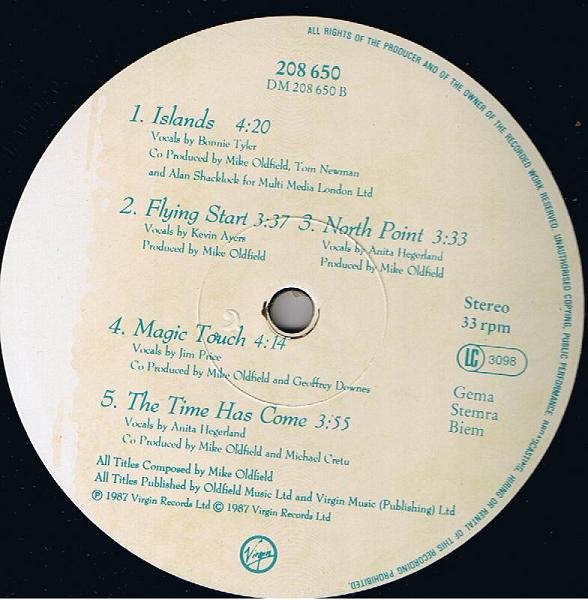 ALL RIGHTS OF THE PRODUCER AND OF THE OWNER OF THE RECORDED WORK RESERVED. UNAUTHORISED COPYING, PUBLIC PERFORMANCE, BROADCASTING, HIRING OR RENTAL OF THIS RECORDING PROHIBITED.
208 650
DM 208 650 B
1. Islands 4:20
Vocals by Bonnie Tyler
Co Produced by Mike Oldfield, Tom Newman
and Alan Shacklock for Multi Media London Ltd
2. Flying Start 3:37 3. North Point 3:33
Vocals by Kevin Ayers Vocals by Anita Hegerland
Produced by Mike Oldfield Produced by Mike Oldfield
Stereo
33 rpm
LC 3098
Gema
Stemra
Biem
4. Magic Touch 4:14
Vocals by Jim Price
Co Produced by Mike Oldfield and Geoffrey Downes
5. The Time Has Come 3:55
Vocals by Anita Hegerland
Co Produced by Mike Oldfield and Michael Cretu
All Titles Composed by Mike Oldfield
All Titles Published by Oldfield Music Ltd and Virgin Music (Publishing) Ltd
℗ 1987 Virgin Records Ltd © 1987 Virgin Records Ltd
Virgin